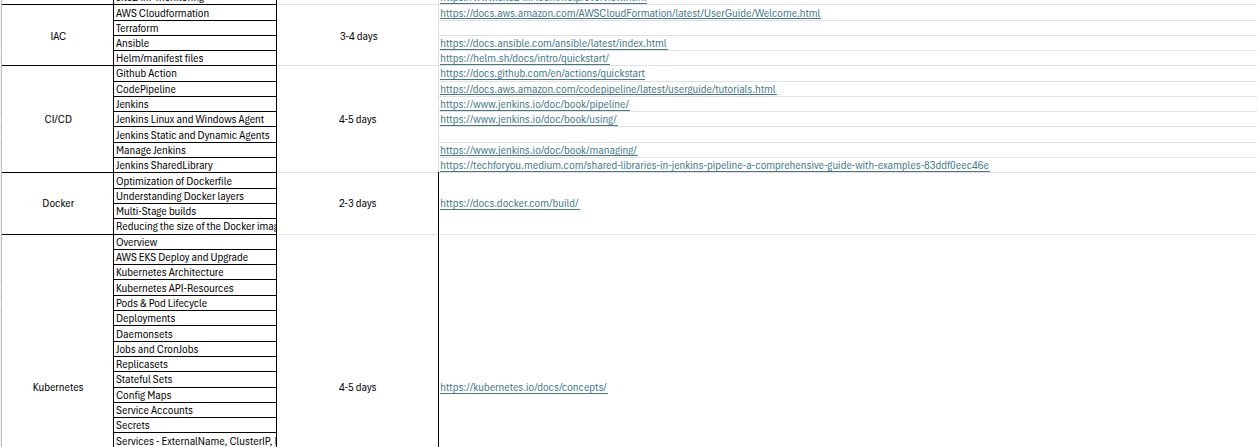 AWS Cloudformation https://docs.aws.amazon.com/AWSCloudFormation/latest/UserGuide/Welcome.html
Terraform
IAC 3-4 days
Ansible https://docs.ansible.com/ansible/latest/index.html
Helm/manifest files https://helm.sh/docs/intro/quickstart/
Github Action https://docs.github.com/en/actions/quickstart
CodePipeline https://docs.aws.amazon.com/codepipeline/latest/userguide/tutorials.html
Jenkins https://www.jenkins.io/doc/book/pipeline/
CI/CD Jenkins Linux and Windows Agent 4-5 days https://www.jenkins.io/doc/book/using/
Jenkins Static and Dynamic Agents
Manage Jenkins https://www.jenkins.io/doc/book/managing/
Jenkins SharedLibrary https://techforyou.medium.com/shared-libraries-in-jenkins-pipeline-a-comprehensive-guide-with-examples-83ddf0eec46e
Optimization of Dockerfile
Understanding Docker layers
Docker 2-3 days https://docs.docker.com/build/
Multi-Stage builds
Reducing the size of the Docker imag
Overview
AWS EKS Deploy and Upgrade
Kubernetes Architecture
Kubernetes API-Resources
Pods & Pod Lifecycle
Deployments
Daemonsets
Jobs and CronJobs
Replicasets
Stateful Sets
Kubernetes 4-5 days https://kubernetes.io/docs/concepts/
Config Maps
Service Accounts
Secrets
Services - ExternalName, ClusterIP,